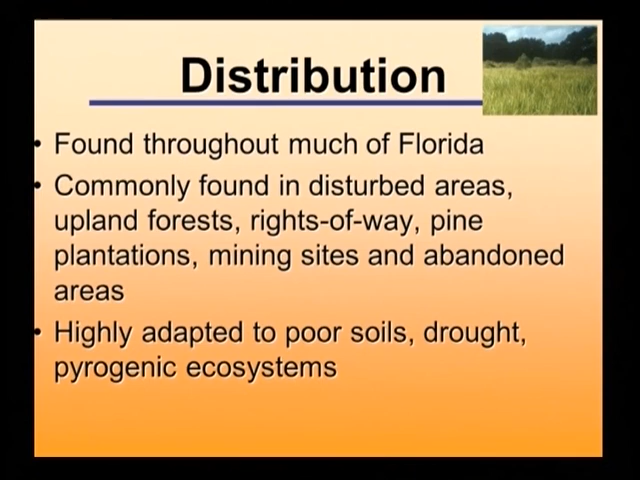 Distribution
• Found throughout much of Florida
• Commonly found in disturbed areas,
upland forests, rights-of-way, pine
plantations, mining sites and abandoned
areas
• Highly adapted to poor soils, drought,
pyrogenic ecosystems